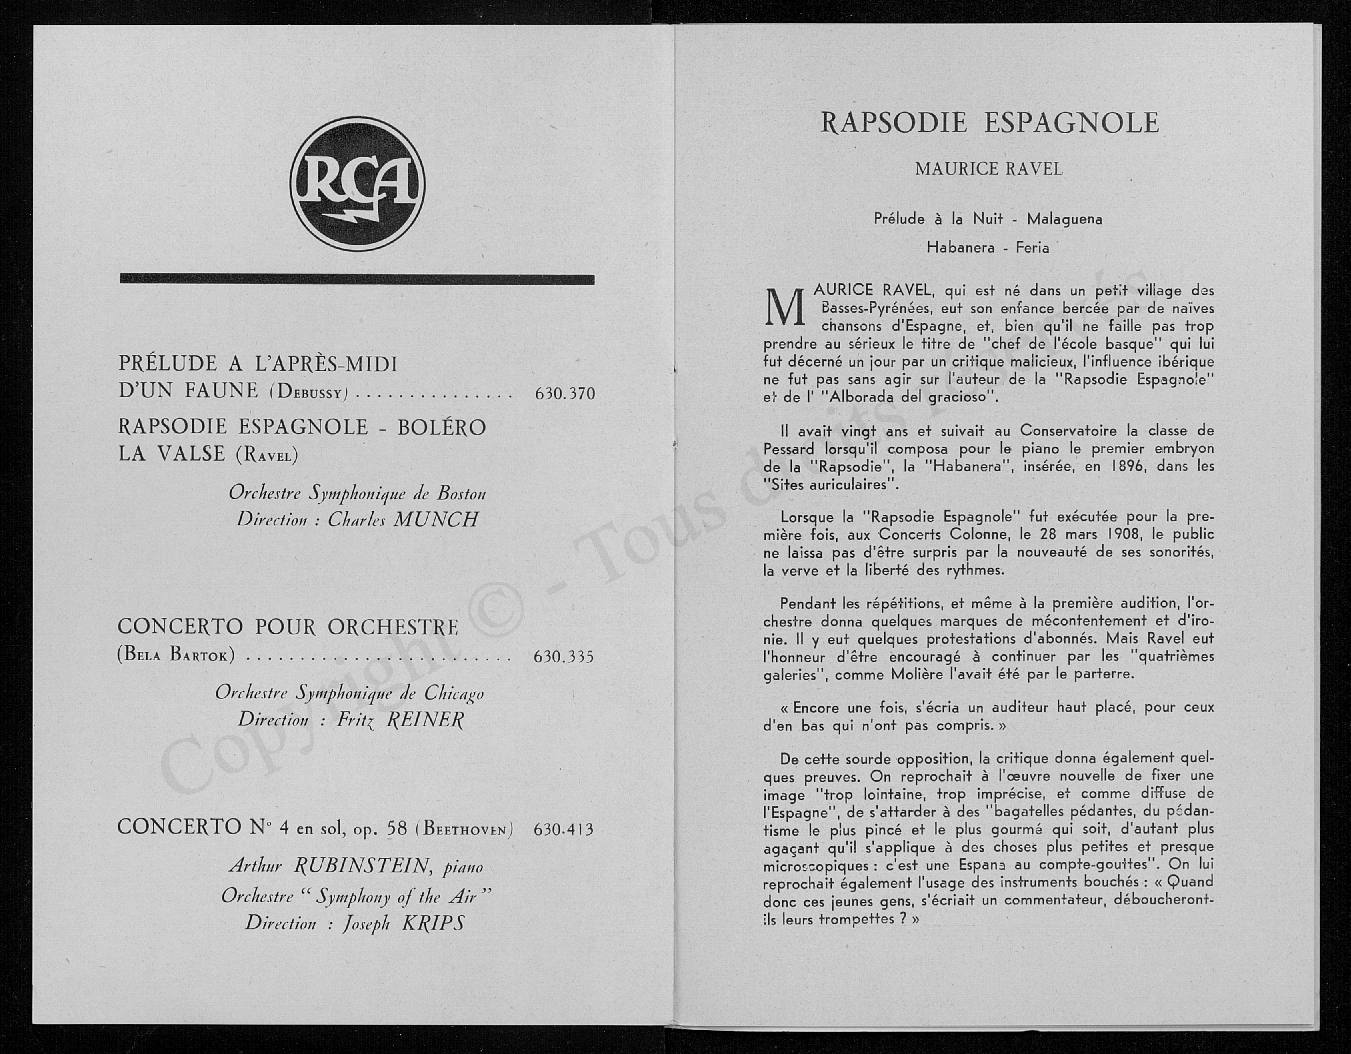 RCA
PRÉLUDE A L'APRÈS-MIDI
D'UN FAUNE (Debussy) . . . . . . . . . . . . . . . 630.370
RAPSODIE ESPAGNOLE - BOLÉRO
LA VALSE (Ravel)
Orchestre Symphonique de Boston
Direction : Charles MUNCH
CONCERTO POUR ORCHESTRE
(Bela Bartok) . . . . . . . . . . . . . . . . . . . . . . . . . 630.335
Orchestre Symphonique de Chicago
Direction : Fritz REINER
CONCERTO N° 4 en sol, op. 58 (Beethoven) 630.413
Arthur RUBINSTEIN, piano
Orchestre “ Symphony of the Air ”
Direction : Joseph KRIPS
RAPSODIE ESPAGNOLE
MAURICE RAVEL
Prélude à la Nuit - Malaguena
Habanera - Feria
MAURICE RAVEL, qui est né dans un petit village des
Basses-Pyrénées, eut son enfance bercée par de naïves
chansons d'Espagne, et, bien qu'il ne faille pas trop
prendre au sérieux le titre de "chef de l'école basque" qui lui
fut décerné un jour par un critique malicieux, l'influence ibérique
ne fut pas sans agir sur l'auteur de la "Rapsodie Espagnole"
et de l' "Alborada del gracioso".
Il avait vingt ans et suivait au Conservatoire la classe de
Pessard lorsqu'il composa pour le piano le premier embryon
de la "Rapsodie", la "Habanera", insérée, en 1896, dans les
"Sites auriculaires".
Lorsque la "Rapsodie Espagnole" fut exécutée pour la pre-
mière fois, aux Concerts Colonne, le 28 mars 1908, le public
ne laissa pas d'être surpris par la nouveauté de ses sonorités,
la verve et la liberté des rythmes.
Pendant les répétitions, et même à la première audition, l'or-
chestre donna quelques marques de mécontentement et d'iro-
nie. Il y eut quelques protestations d'abonnés. Mais Ravel eut
l'honneur d'être encouragé à continuer par les "quatrièmes
galeries", comme Molière l'avait été par le parterre.
« Encore une fois, s'écria un auditeur haut placé, pour ceux
d'en bas qui n'ont pas compris. »
De cette sourde opposition, la critique donna également quel-
ques preuves. On reprochait à l'œuvre nouvelle de fixer une
image "trop lointaine, trop imprécise, et comme diffuse de
l'Espagne", de s'attarder à des "bagatelles pédantes, du pédan-
tisme le plus pincé et le plus gourmé qui soit, d'autant plus
agaçant qu'il s'applique à des choses plus petites et presque
microscopiques : c'est une Espana au compte-gouttes". On lui
reprochait également l'usage des instruments bouchés : « Quand
donc ces jeunes gens, s'écriait un commentateur, déboucheront-
ils leurs trompettes ? »
Copyright © - Tous droits réservés